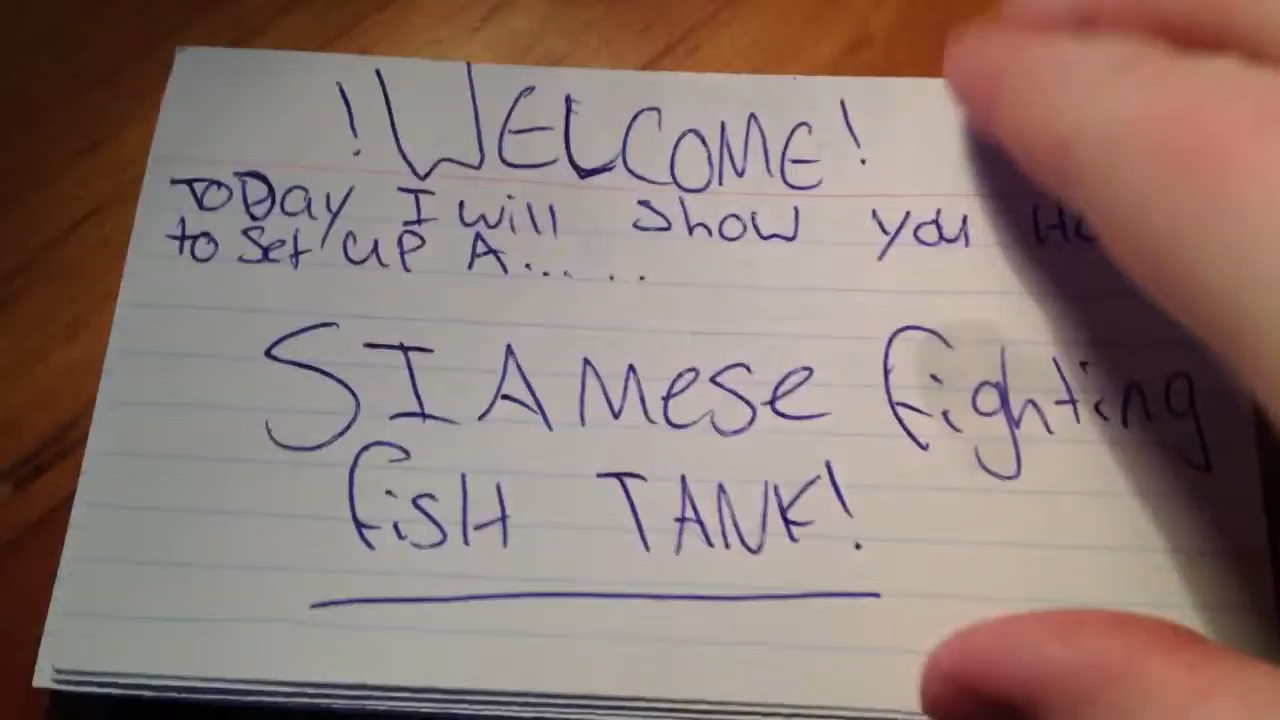 !WELCOME!
TODay I will show you
to set up A... . .
SIAmese fighting
fisH TANK!